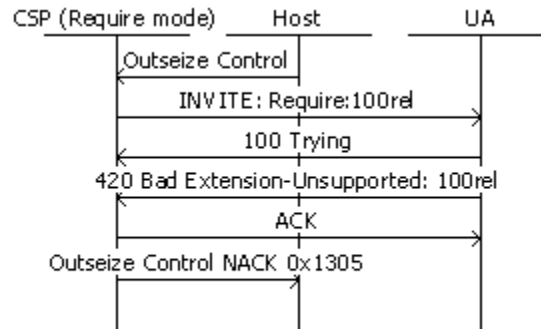 CSP (Require mode) Host UA
Outseize Control
INVITE: Require:100rel
100 Trying
420 Bad Extension-Unsupported: 100rel
ACK
Outseize Control NACK 0x1305